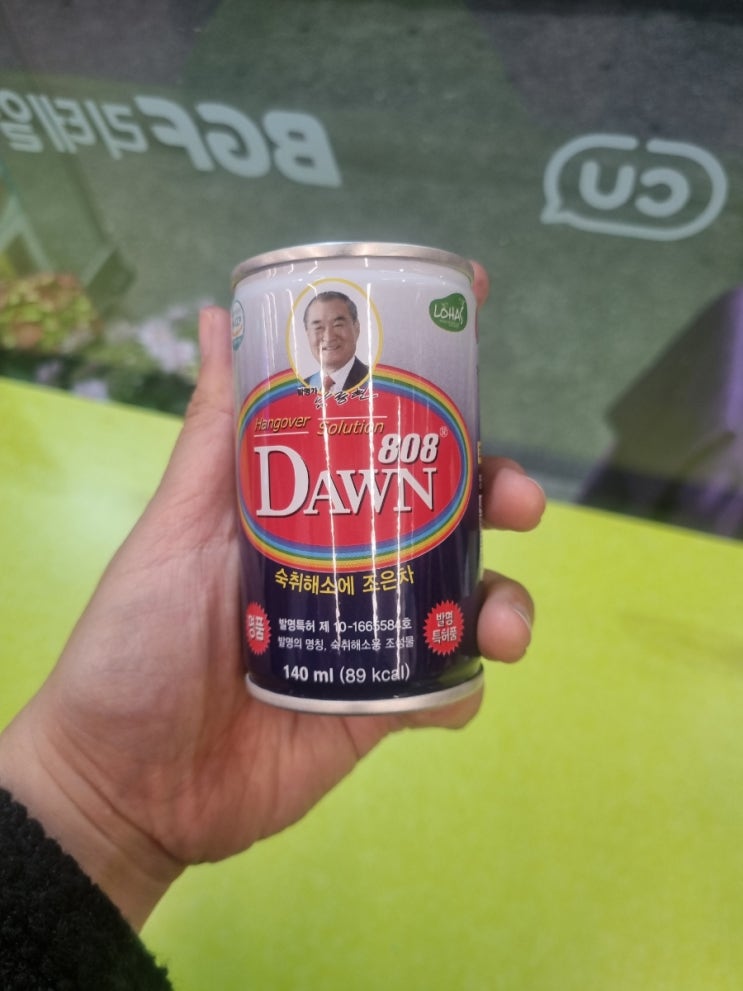 BGF리테일
CU
LOHAS
발명가
Hangover Solution
808
DAWN
숙취해소에 조은차
명품
발명특허 제 10-1665584호
발명의 명칭, 숙취해소용 조성물
발명
특허품
140 ml (89 kcal)